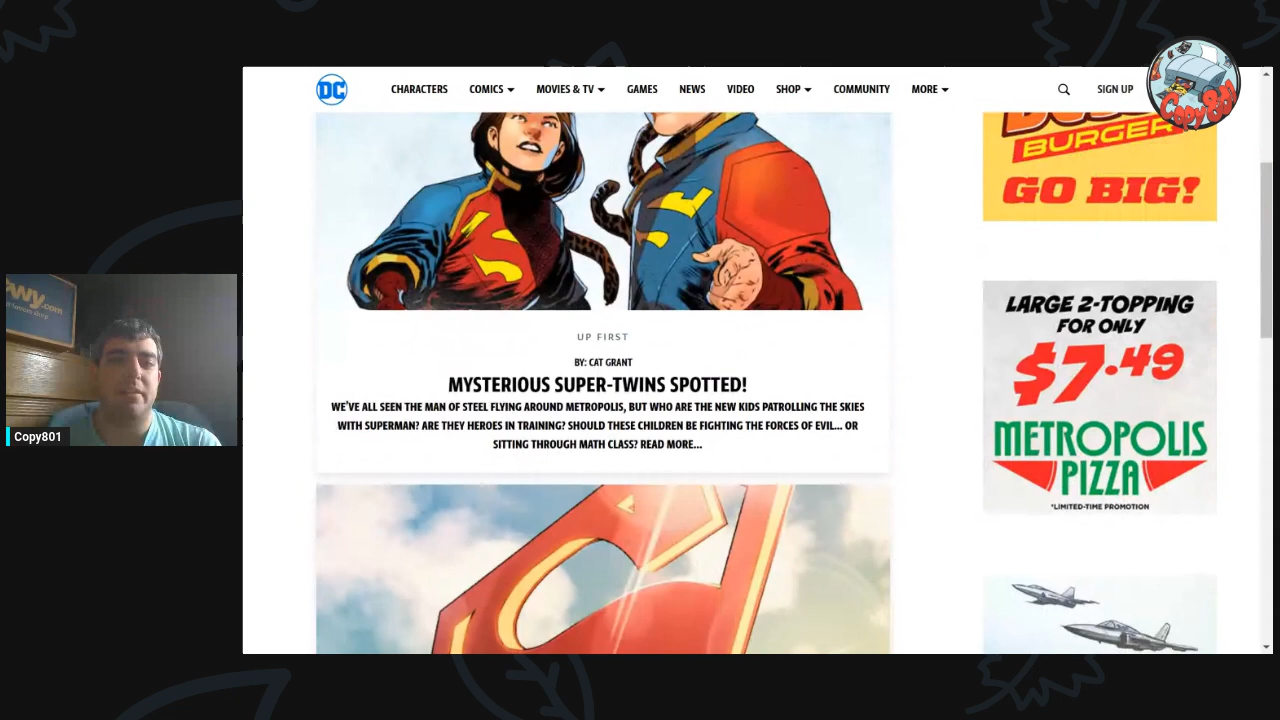 DC
CHARACTERS
COMICS
MOVIES & TV
GAMES
NEWS
VIDEO
SHOP
COMMUNITY
MORE
SIGN UP
Copy801
BURGER
GO BIG!
UP FIRST
BY: CAT GRANT
MYSTERIOUS SUPER-TWINS SPOTTED!
WE'VE ALL SEEN THE MAN OF STEEL FLYING AROUND METROPOLIS, BUT WHO ARE THE NEW KIDS PATROLLING THE SKIES
WITH SUPERMAN? ARE THEY HEROES IN TRAINING? SHOULD THESE CHILDREN BE FIGHTING THE FORCES OF EVIL... OR
SITTING THROUGH MATH CLASS? READ MORE...
LARGE 2-TOPPING
FOR ONLY
$7.49
METROPOLIS
PIZZA
*LIMITED-TIME PROMOTION
Copy801